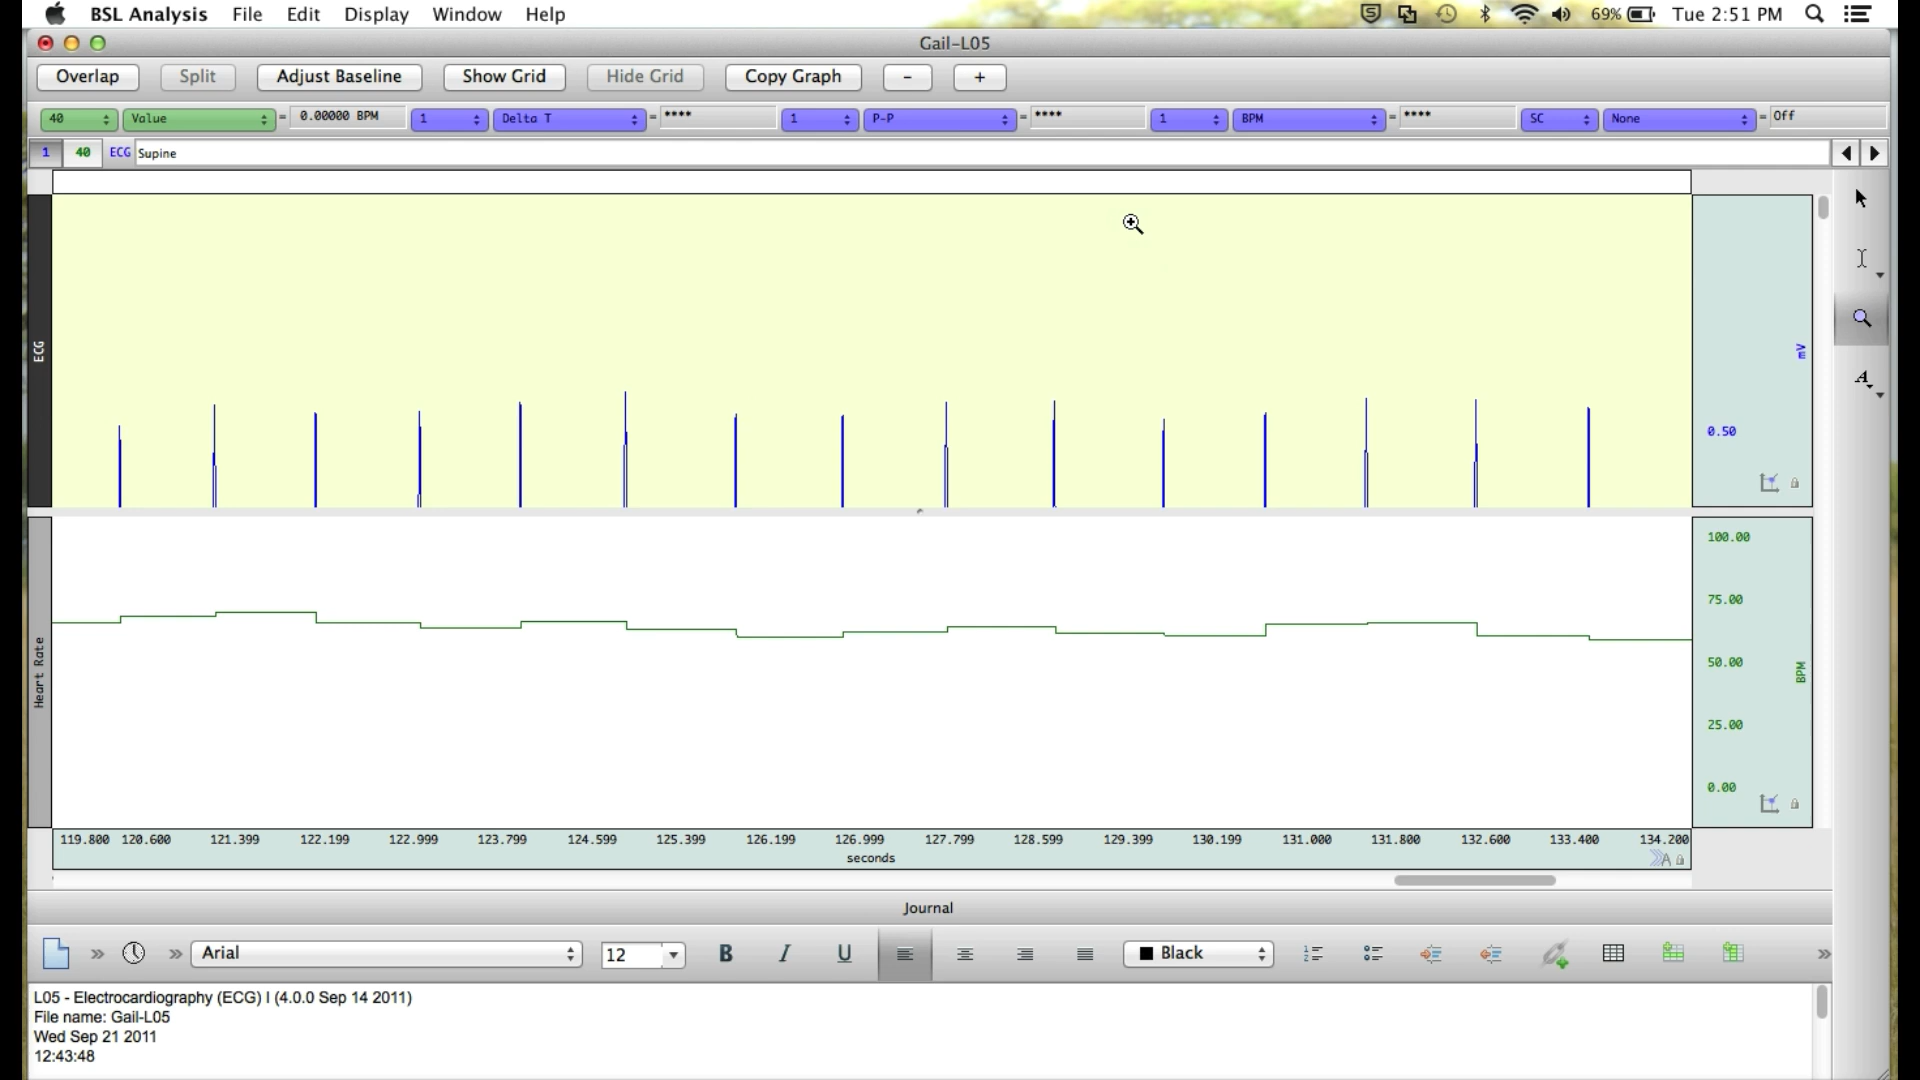 BSL Analysis File Edit Display Window Help 69% Tue 2:51 PM
Gail-L05
Overlap Split Adjust Baseline Show Grid Hide Grid Copy Graph - +
40 Value = 0.00000 BPM 1 Delta T = **** 1 P-P = **** 1 BPM = **** SC None = Off
1 40 ECG Supine
ECG
mV
0.50
Heart Rate
100.00
75.00
50.00
25.00
0.00
BPM
119.800 120.600 121.399 122.199 122.999 123.799 124.599 125.399 126.199 126.999 127.799 128.599 129.399 130.199 131.000 131.800 132.600 133.400 134.200
seconds
Journal
Arial 12 B I U Black
L05 - Electrocardiography (ECG) I (4.0.0 Sep 14 2011)
File name: Gail-L05
Wed Sep 21 2011
12:43:48